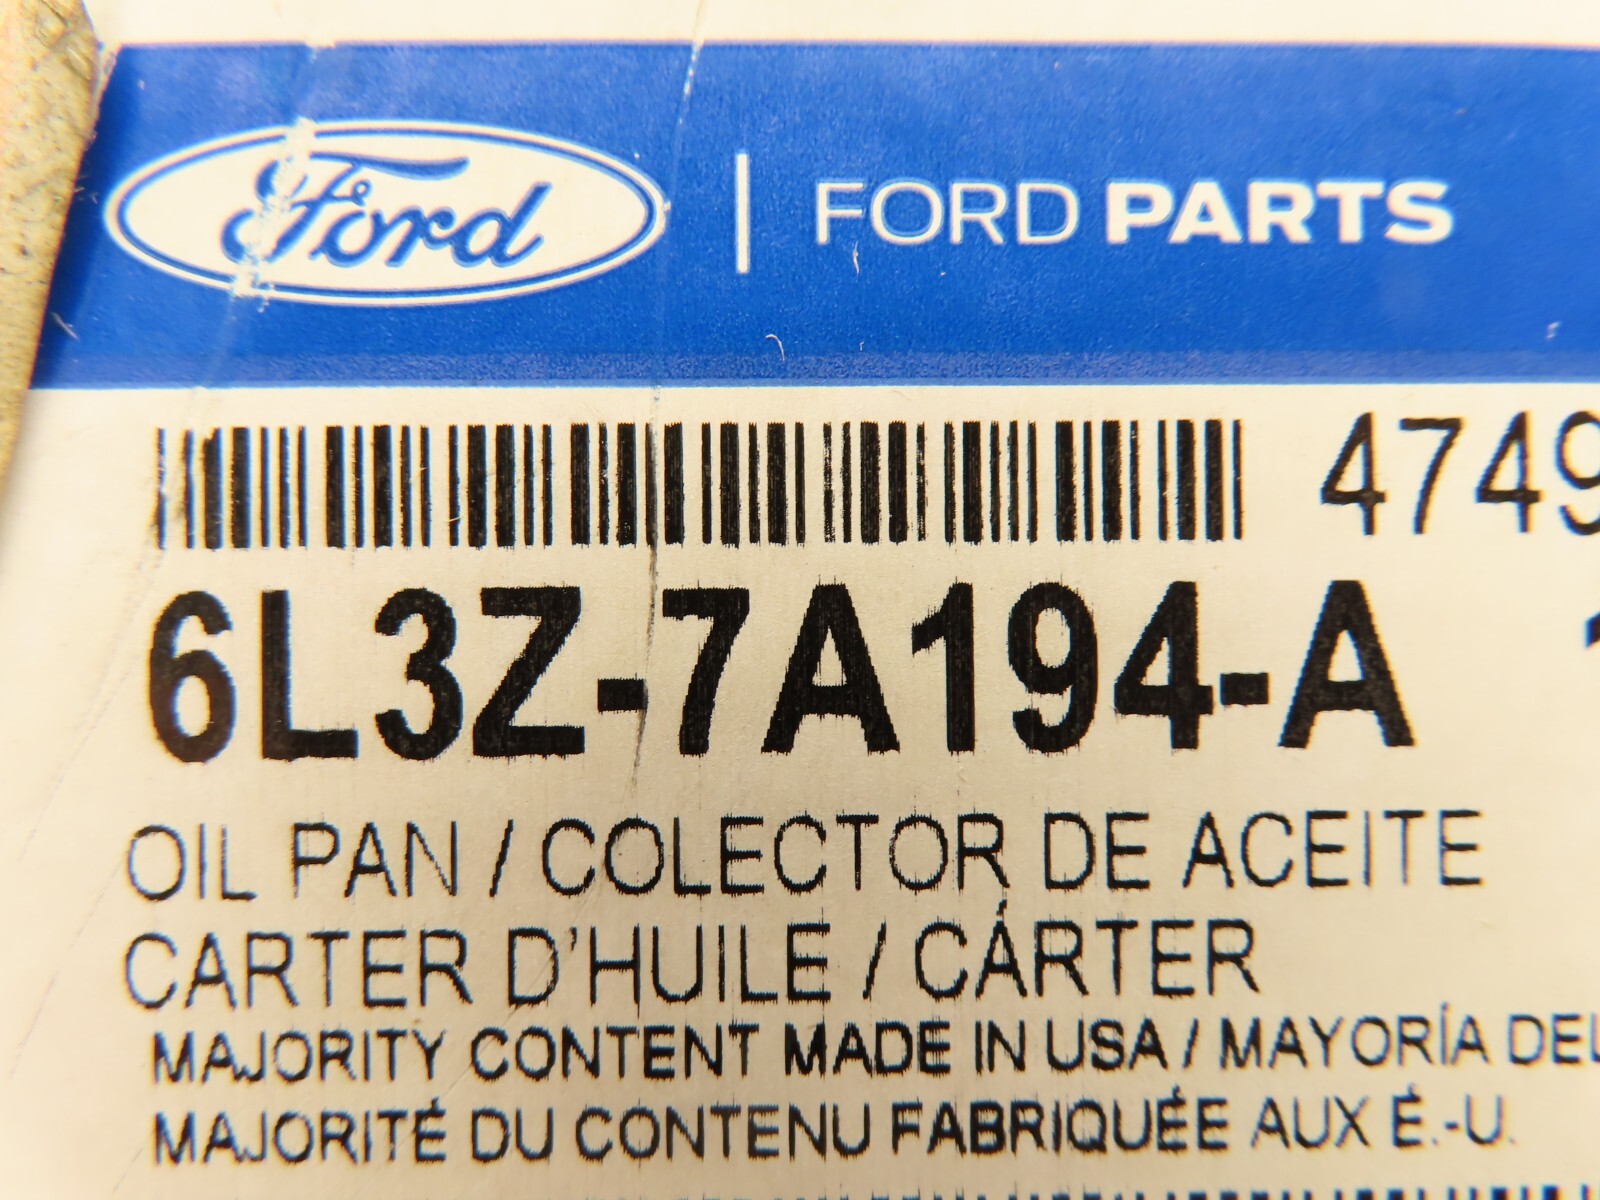 Ford | FORD PARTS
4749
6L3Z-7A194-A
OIL PAN / COLECTOR DE ACEITE
CARTER D'HUILE / CÁRTER
MAJORITY CONTENT MADE IN USA / MAYORÍA DEL
MAJORITÉ DU CONTENU FABRIQUÉE AUX É.-U.